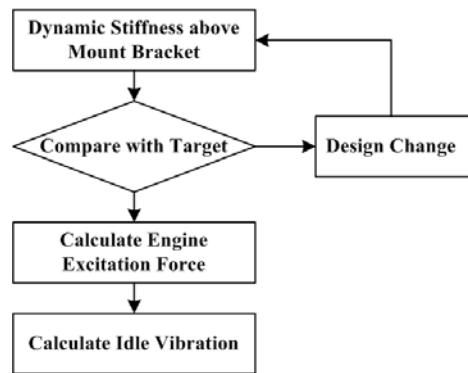 Dynamic Stiffness above
Mount Bracket
Compare with Target
Design Change
Calculate Engine
Excitation Force
Calculate Idle Vibration